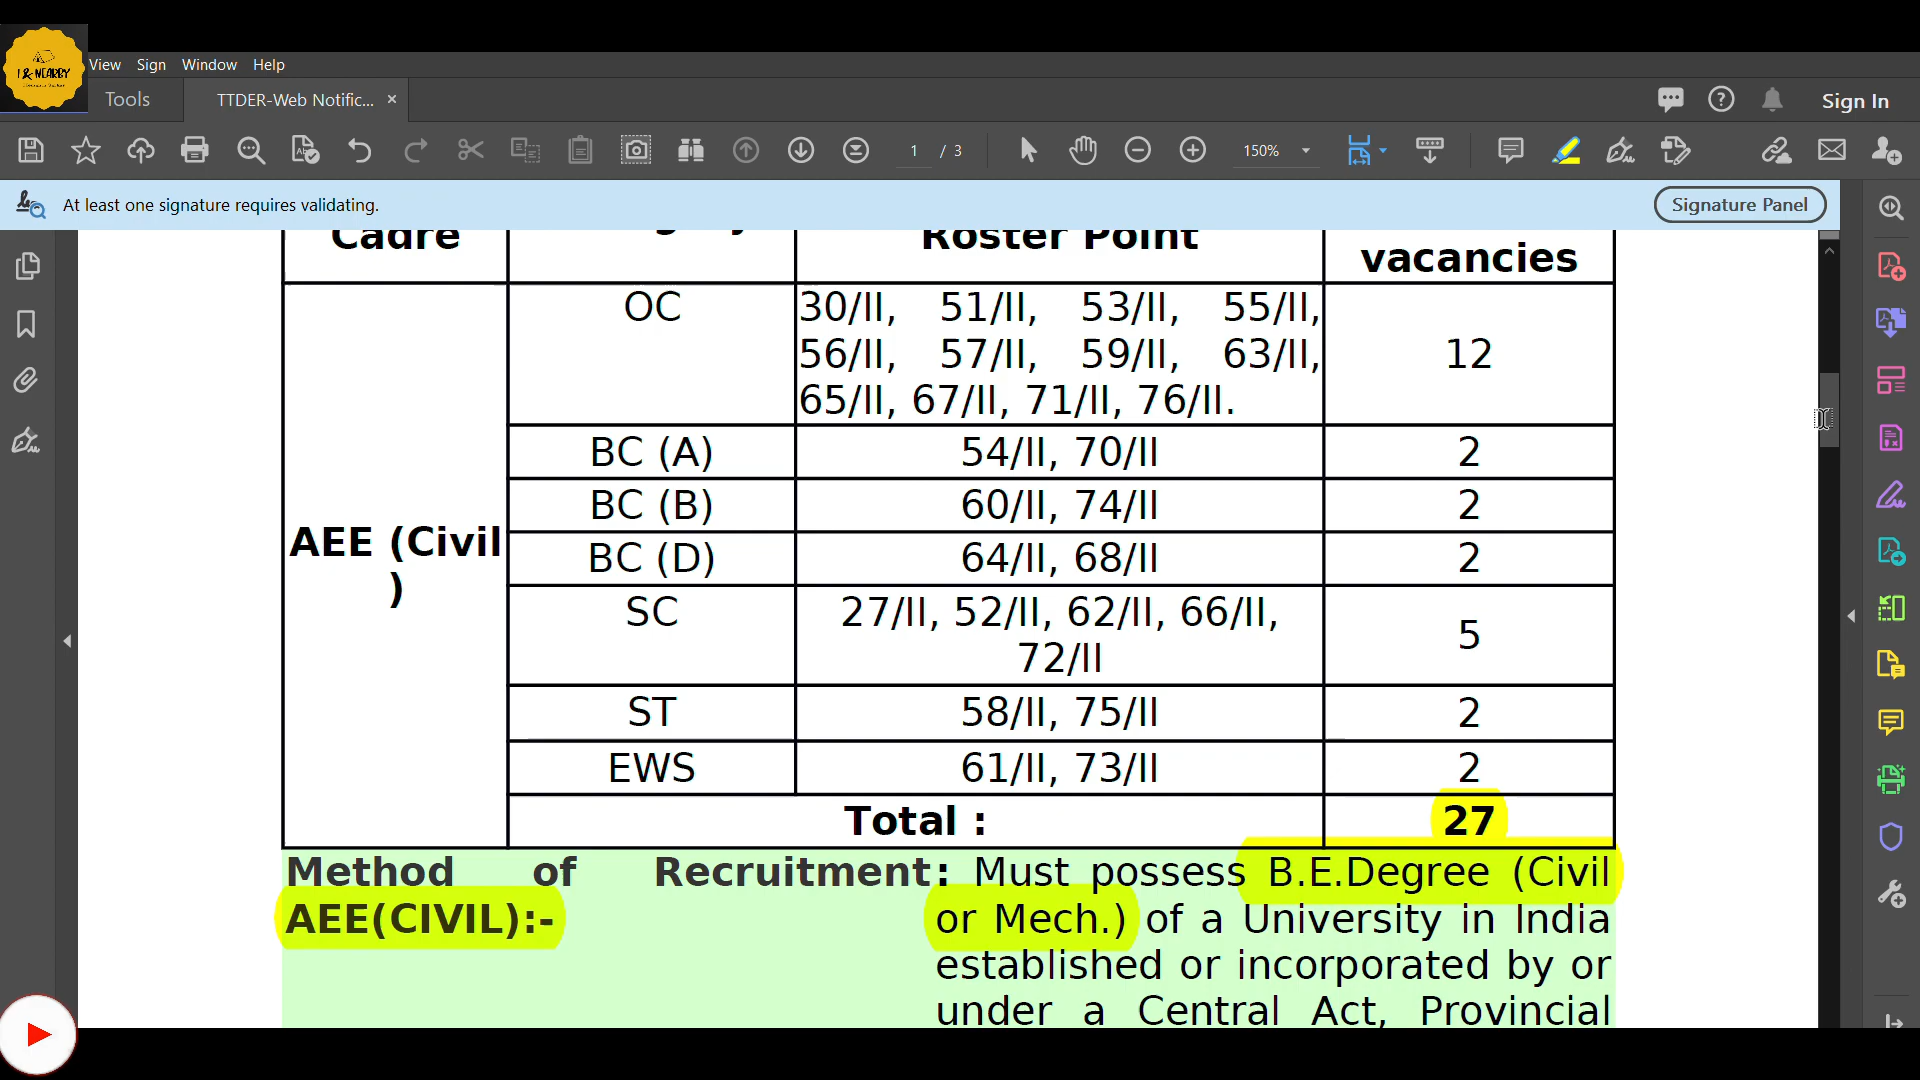 I & NEARBY
View Sign Window Help
Tools TTDER-Web Notific... × Sign In
1 / 3 150%
At least one signature requires validating. Signature Panel
Cadre Roster Point
vacancies
AEE (Civil
)
OC
30/II, 51/II, 53/II, 55/II,
56/II, 57/II, 59/II, 63/II,
65/II, 67/II, 71/II, 76/II.
12
BC (A) 54/II, 70/II 2
BC (B) 60/II, 74/II 2
BC (D) 64/II, 68/II 2
SC
27/II, 52/II, 62/II, 66/II,
72/II
5
ST 58/II, 75/II 2
EWS 61/II, 73/II 2
Total : 27
Method of Recruitment
AEE(CIVIL):-
: Must possess B.E.Degree (Civil
or Mech.) of a University in India
established or incorporated by or
under a Central Act, Provincial